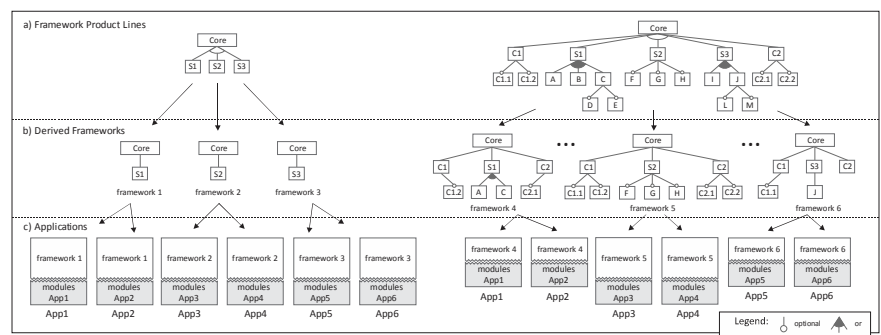 a) Framework Product Lines
Core
S1 S2 S3
Core
C1 S1 S2 S3 C2
C1.1 C1.2 A B C F G H I J C2.1 C2.2
D E L M
b) Derived Frameworks
Core Core Core
S1 S2 S3
framework 1 framework 2 framework 3
Core ••• Core ••• Core
C1 S1 C2 C1 S2 C2 C1 S3 C2
C1.2 A C C2.1 C1.1 C1.2 F G H C2.1 C2.2 C1.1 J
framework 4 framework 5 framework 6
c) Applications
framework 1 framework 1 framework 2 framework 2 framework 3 framework 3
modules modules modules modules modules modules
App1 App2 App3 App4 App5 App6
App1 App2 App3 App4 App5 App6
framework 4 framework 4 framework 5 framework 5 framework 6 framework 6
modules modules modules modules modules modules
App1 App2 App3 App4 App5 App6
App1 App2 App3 App4 App5 App6
Legend: optional or